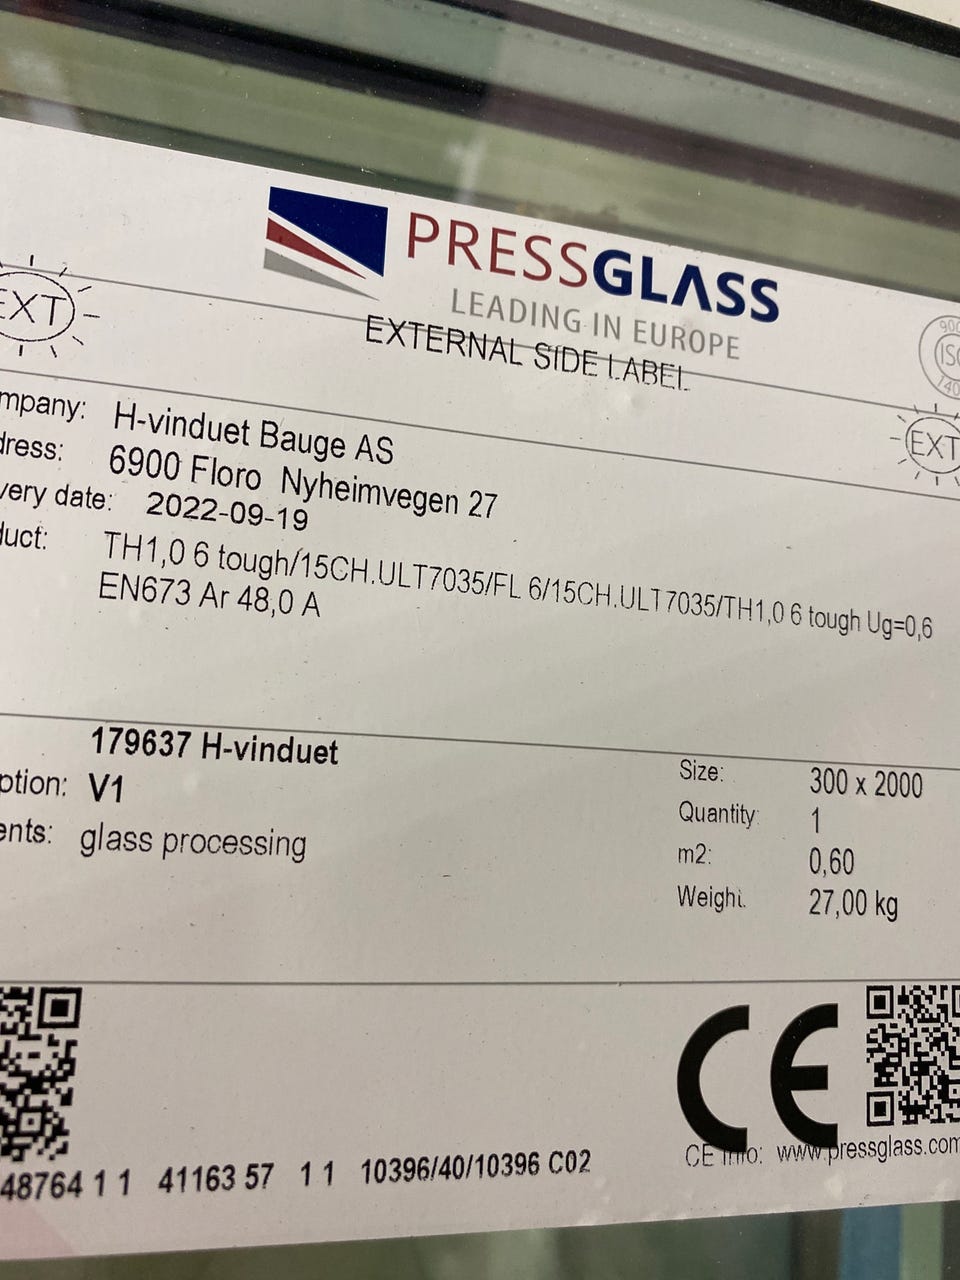 PRESSGLASS
LEADING IN EUROPE
EXTERNAL SIDE LABEL
EXT
EXT
mpany: H-vinduet Bauge AS
dress: 6900 Floro Nyheimvegen 27
very date: 2022-09-19
duct: TH1,0 6 tough/15CH.ULT7035/FL 6/15CH.ULT7035/TH1,0 6 tough Ug=0,6
EN673 Ar 48,0 A
179637 H-vinduet
ption: V1
ents: glass processing
Size: 300 x 2000
Quantity: 1
m2: 0,60
Weight: 27,00 kg
CE
CE info: www.pressglass.com
48764 1 1 41163 57 1 1 10396/40/10396 C02